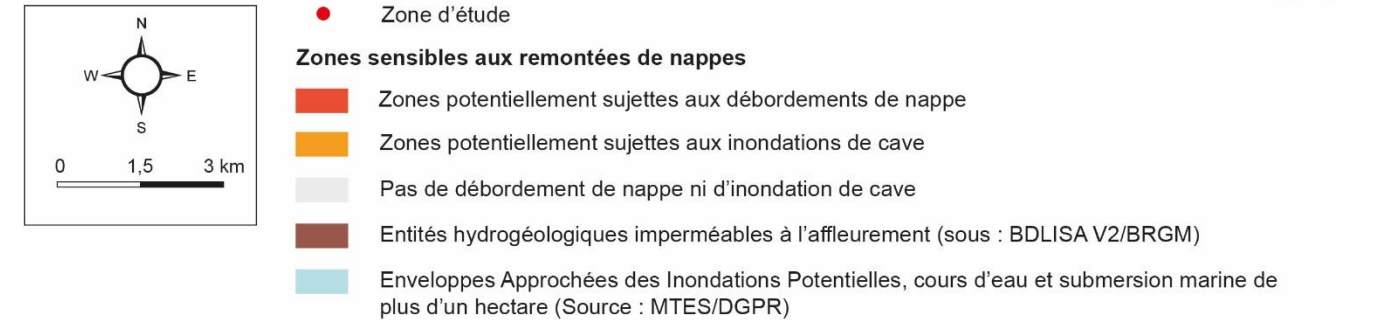 N
W E
S
0 1,5 3 km
Zone d’étude
Zones sensibles aux remontées de nappes
Zones potentiellement sujettes aux débordements de nappe
Zones potentiellement sujettes aux inondations de cave
Pas de débordement de nappe ni d’inondation de cave
Entités hydrogéologiques imperméables à l’affleurement (sous : BDLISA V2/BRGM)
Enveloppes Approchées des Inondations Potentielles, cours d’eau et submersion marine de
plus d’un hectare (Source : MTES/DGPR)